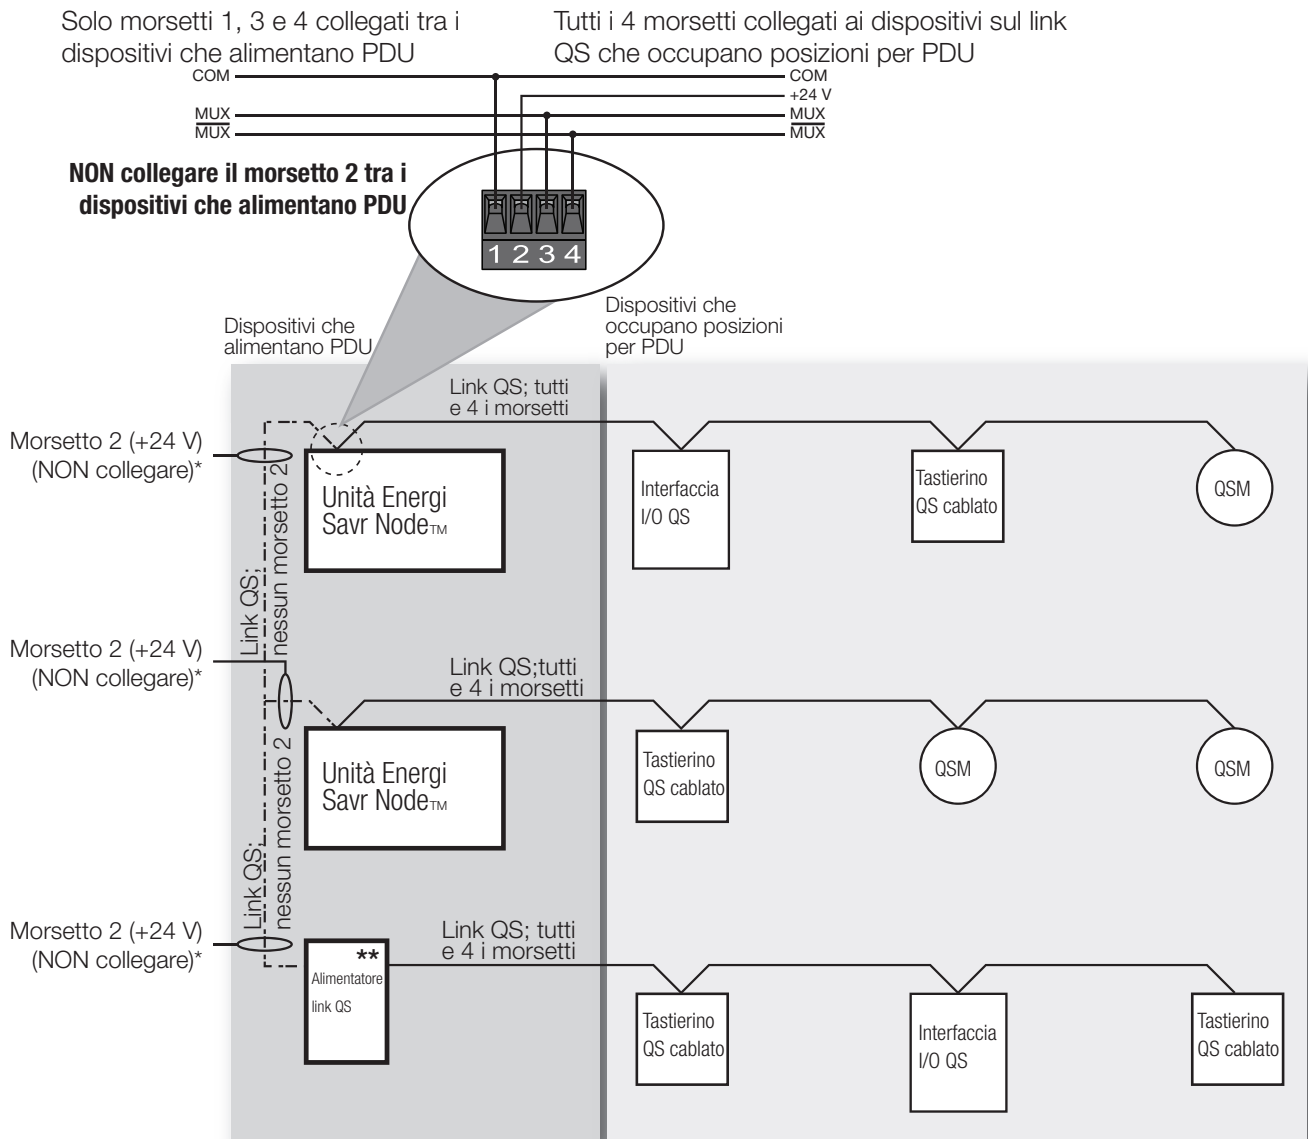 Solo morsetti 1, 3 e 4 collegati tra i
dispositivi che alimentano PDU
Tutti i 4 morsetti collegati ai dispositivi sul link
QS che occupano posizioni per PDU
COM
COM
+24 V
MUX
MUX
MUX
MUX
NON collegare il morsetto 2 tra i
dispositivi che alimentano PDU
1 2 3 4
Dispositivi che
alimentano PDU
Dispositivi che
occupano posizioni
per PDU
Link QS; tutti
e 4 i morsetti
Morsetto 2 (+24 V)
(NON collegare)*
Unità Energi
Savr Node™
Interfaccia
I/O QS
Tastierino
QS cablato
QSM
Link QS;
nessun morsetto 2
Morsetto 2 (+24 V)
(NON collegare)*
Link QS;tutti
e 4 i morsetti
Unità Energi
Savr Node™
Tastierino
QS cablato
QSM
QSM
Link QS;
nessun morsetto 2
Morsetto 2 (+24 V)
(NON collegare)*
Link QS; tutti
e 4 i morsetti
**
Alimentatore
link QS
Tastierino
QS cablato
Interfaccia
I/O QS
Tastierino
QS cablato